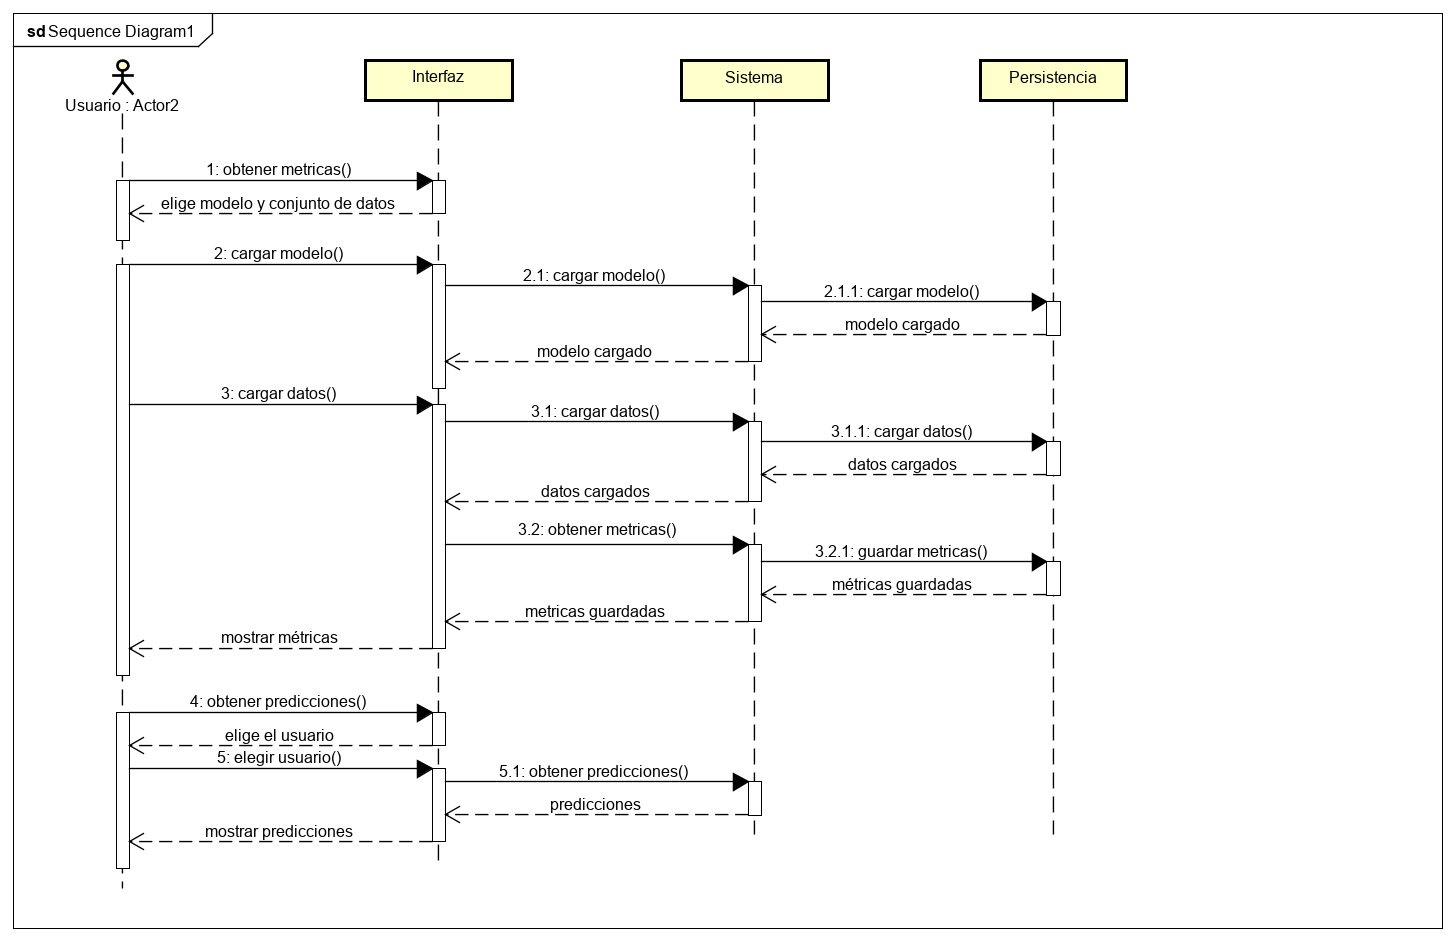 sd Sequence Diagram1
Usuario : Actor2
Interfaz
Sistema
Persistencia
1: obtener metricas()
elige modelo y conjunto de datos
2: cargar modelo()
2.1: cargar modelo()
2.1.1: cargar modelo()
modelo cargado
modelo cargado
3: cargar datos()
3.1: cargar datos()
3.1.1: cargar datos()
datos cargados
datos cargados
3.2: obtener metricas()
3.2.1: guardar metricas()
métricas guardadas
metricas guardadas
mostrar métricas
4: obtener predicciones()
elige el usuario
5: elegir usuario()
5.1: obtener predicciones()
predicciones
mostrar predicciones